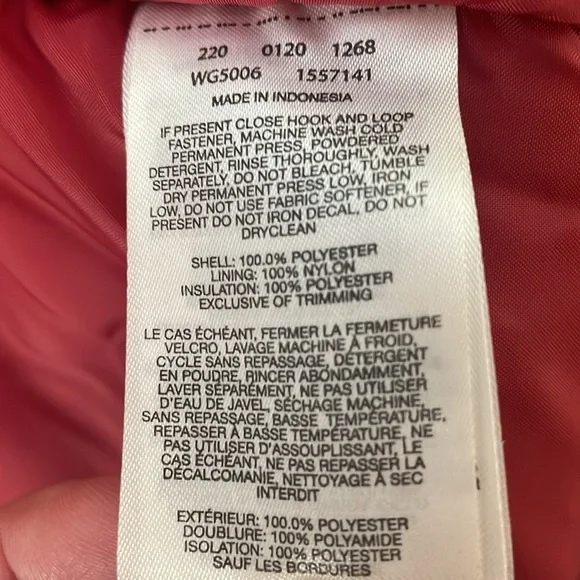 220 0120 1268
WG5006 1557141
MADE IN INDONESIA
IF PRESENT CLOSE HOOK AND LOOP
FASTENER, MACHINE WASH COLD
PERMANENT PRESS, POWDERED
DETERGENT, RINSE THOROUGHLY, WASH
SEPARATELY, DO NOT BLEACH, TUMBLE
DRY PERMANENT PRESS LOW, IRON
LOW, DO NOT USE FABRIC SOFTENER, IF
PRESENT DO NOT IRON DECAL, DO NOT
DRYCLEAN
SHELL: 100.0% POLYESTER
LINING: 100% NYLON
INSULATION: 100% POLYESTER
EXCLUSIVE OF TRIMMING
LE CAS ÉCHÉANT, FERMER LA FERMETURE
VELCRO, LAVAGE MACHINE À FROID,
CYCLE SANS REPASSAGE, DÉTERGENT
EN POUDRE, RINCER ABONDAMMENT,
LAVER SÉPARÉMENT, NE PAS UTILISER
D'EAU DE JAVEL, SÉCHAGE MACHINE,
SANS REPASSAGE, BASSE TEMPÉRATURE,
REPASSER À BASSE TEMPÉRATURE, NE
PAS UTILISER D'ASSOUPLISSANT, LE
CAS ÉCHÉANT, NE PAS REPASSER LA
DÉCALCOMANIE, NETTOYAGE À SEC
INTERDIT
EXTÉRIEUR: 100.0% POLYESTER
DOUBLURE: 100% POLYAMIDE
ISOLATION: 100% POLYESTER
SAUF LES BORDURES